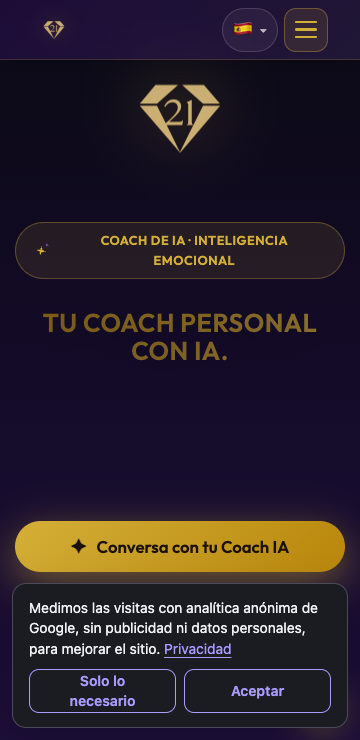 21
21
COACH DE IA · INTELIGENCIA
EMOCIONAL
TU COACH PERSONAL
CON IA.
Conversa con tu Coach IA
Medimos las visitas con analítica anónima de
Google, sin publicidad ni datos personales,
para mejorar el sitio. Privacidad
Solo lo
necesario
Aceptar